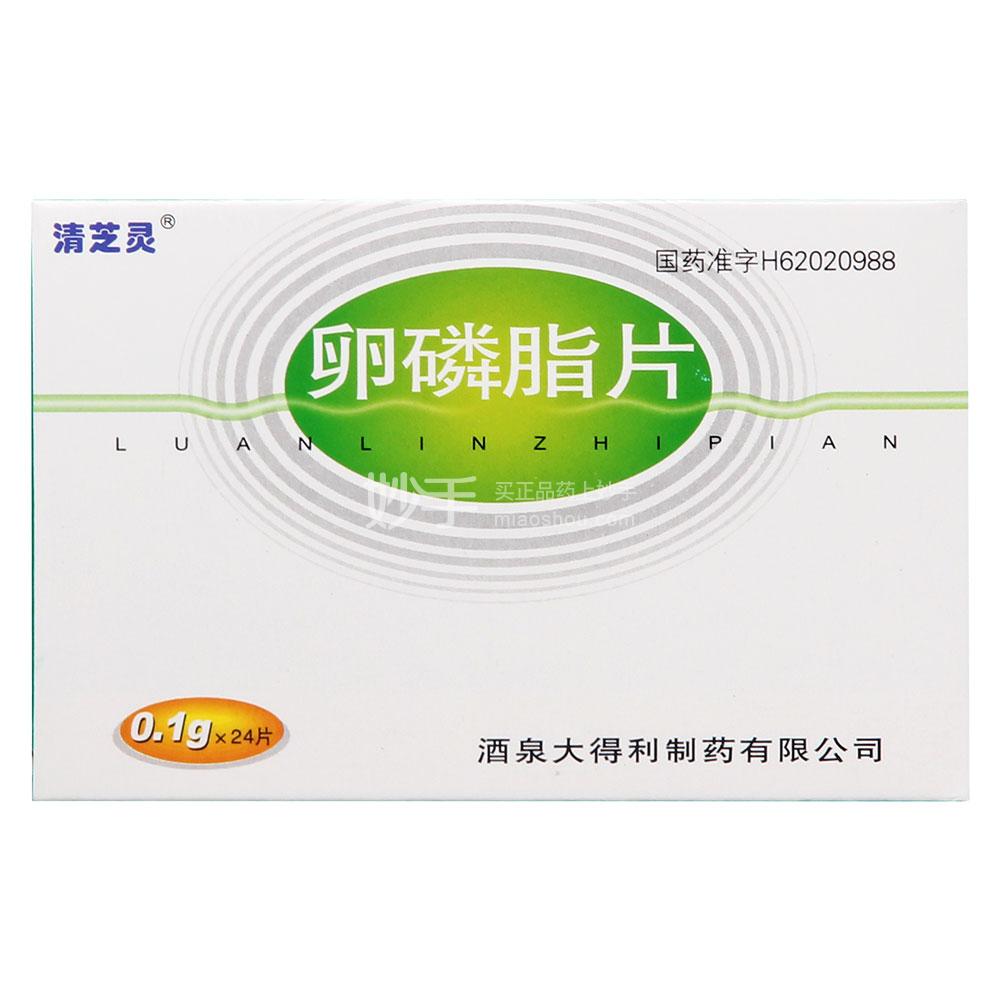 清芝灵®
国药准字H62020988
卵磷脂片
LUANLINZHIPIAN
妙手 买正品药上妙手
miaoshou.com
0.1g×24片
酒泉大得利制药有限公司